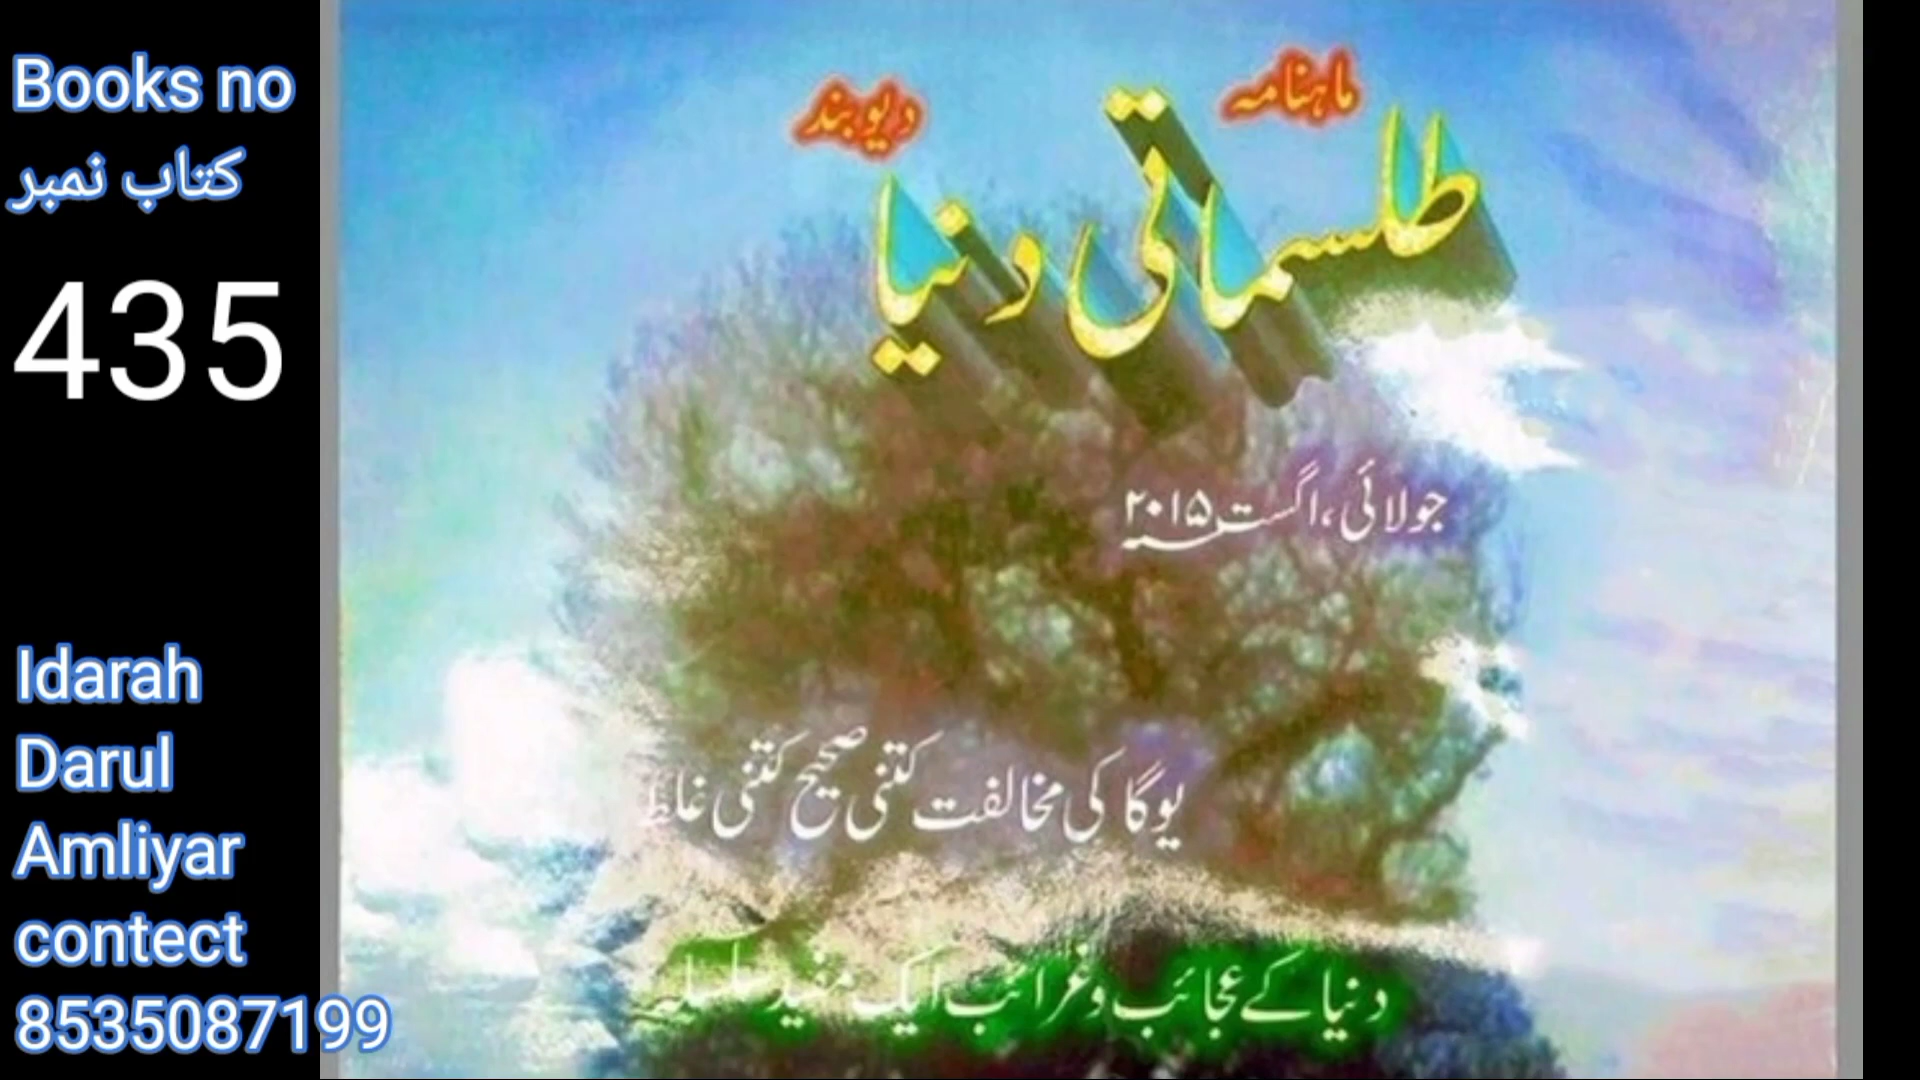 Books no
کتاب نمبر
435
Idarah
Darul
Amliyar
contect
8535087199
ماہنامہ
طلسماتی دنیا
دیوبند
جولائی، اگست ۲۰۱۵
یوگا کی مخالفت کتنی صحیح کتنی غلط
دنیا کے عجائب و غرائب ایک مفید سلسلہ